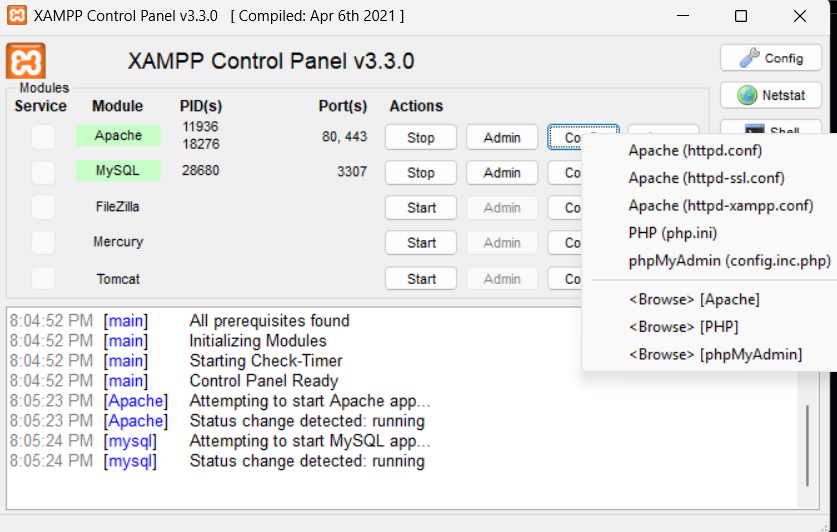 XAMPP Control Panel v3.3.0 [ Compiled: Apr 6th 2021 ]
XAMPP Control Panel v3.3.0
Config
Netstat
Shell
Modules
Service Module PID(s) Port(s) Actions
Apache 11936 18276 80, 443 Stop Admin
MySQL 28680 3307 Stop Admin
FileZilla Start Admin
Mercury Start Admin
Tomcat Start Admin
Apache (httpd.conf)
Apache (httpd-ssl.conf)
Apache (httpd-xampp.conf)
PHP (php.ini)
phpMyAdmin (config.inc.php)
<Browse> [Apache]
<Browse> [PHP]
<Browse> [phpMyAdmin]
8:04:52 PM [main] All prerequisites found
8:04:52 PM [main] Initializing Modules
8:04:52 PM [main] Starting Check-Timer
8:04:52 PM [main] Control Panel Ready
8:05:23 PM [Apache] Attempting to start Apache app...
8:05:23 PM [Apache] Status change detected: running
8:05:24 PM [mysql] Attempting to start MySQL app...
8:05:24 PM [mysql] Status change detected: running